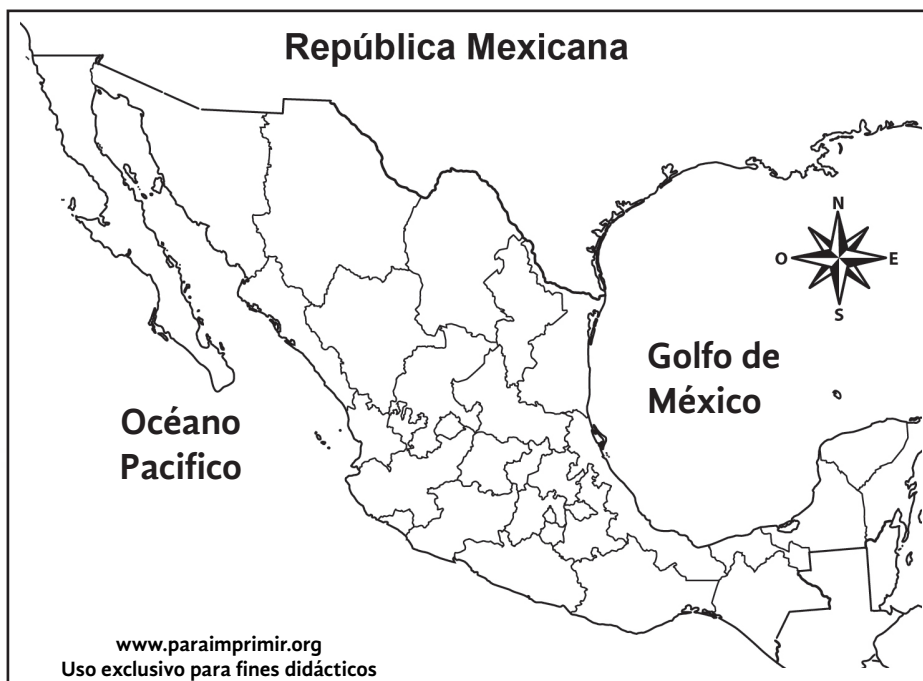 República Mexicana
N
O
E
S
Golfo de
México
Océano
Pacifico
www.paraimprimir.org
Uso exclusivo para fines didácticos